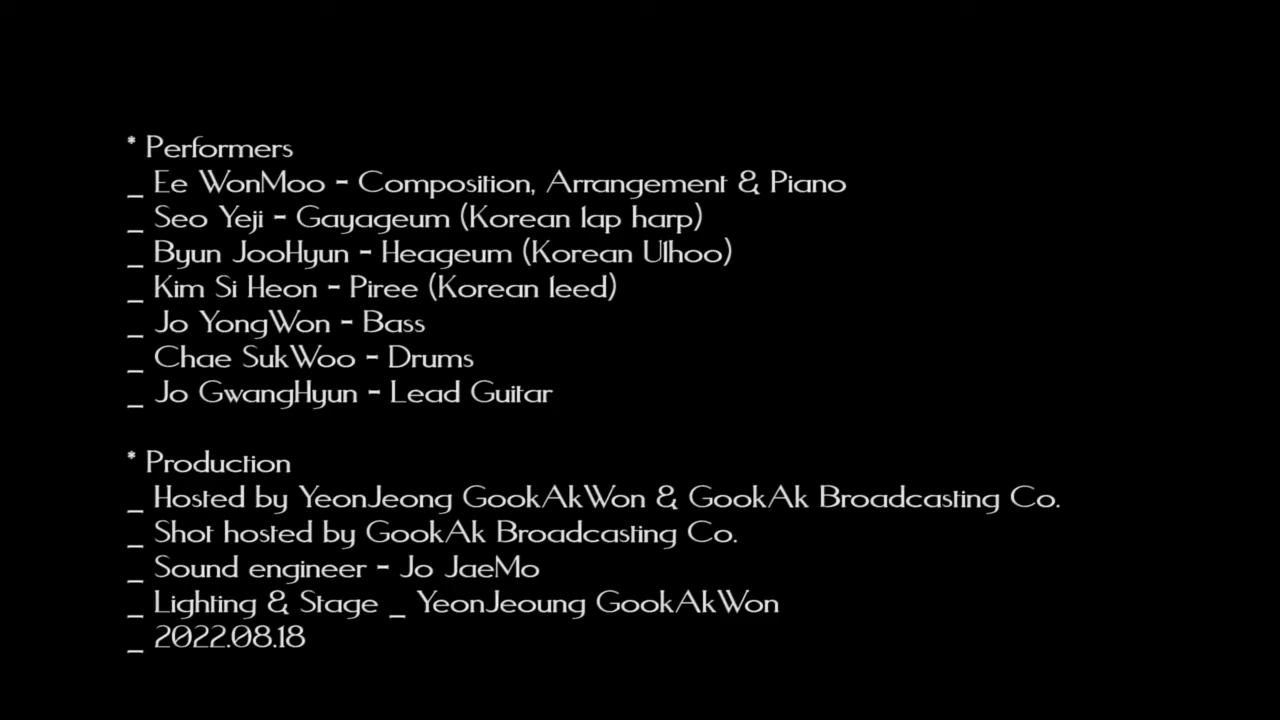 * Performers
_ Ee WonMoo - Composition, Arrangement & Piano
_ Seo Yeji - Gayageum (Korean lap harp)
_ Byun JooHyun - Heageum (Korean Ulhoo)
_ Kim Si Heon - Piree (Korean leed)
_ Jo YongWon - Bass
_ Chae SukWoo - Drums
_ Jo GwangHyun - Lead Guitar
* Production
_ Hosted by YeonJeong GookAkWon & GookAk Broadcasting Co.
_ Shot hosted by GookAk Broadcasting Co.
_ Sound engineer - Jo JaeMo
_ Lighting & Stage _ YeonJeoung GookAkWon
_ 2022.08.18